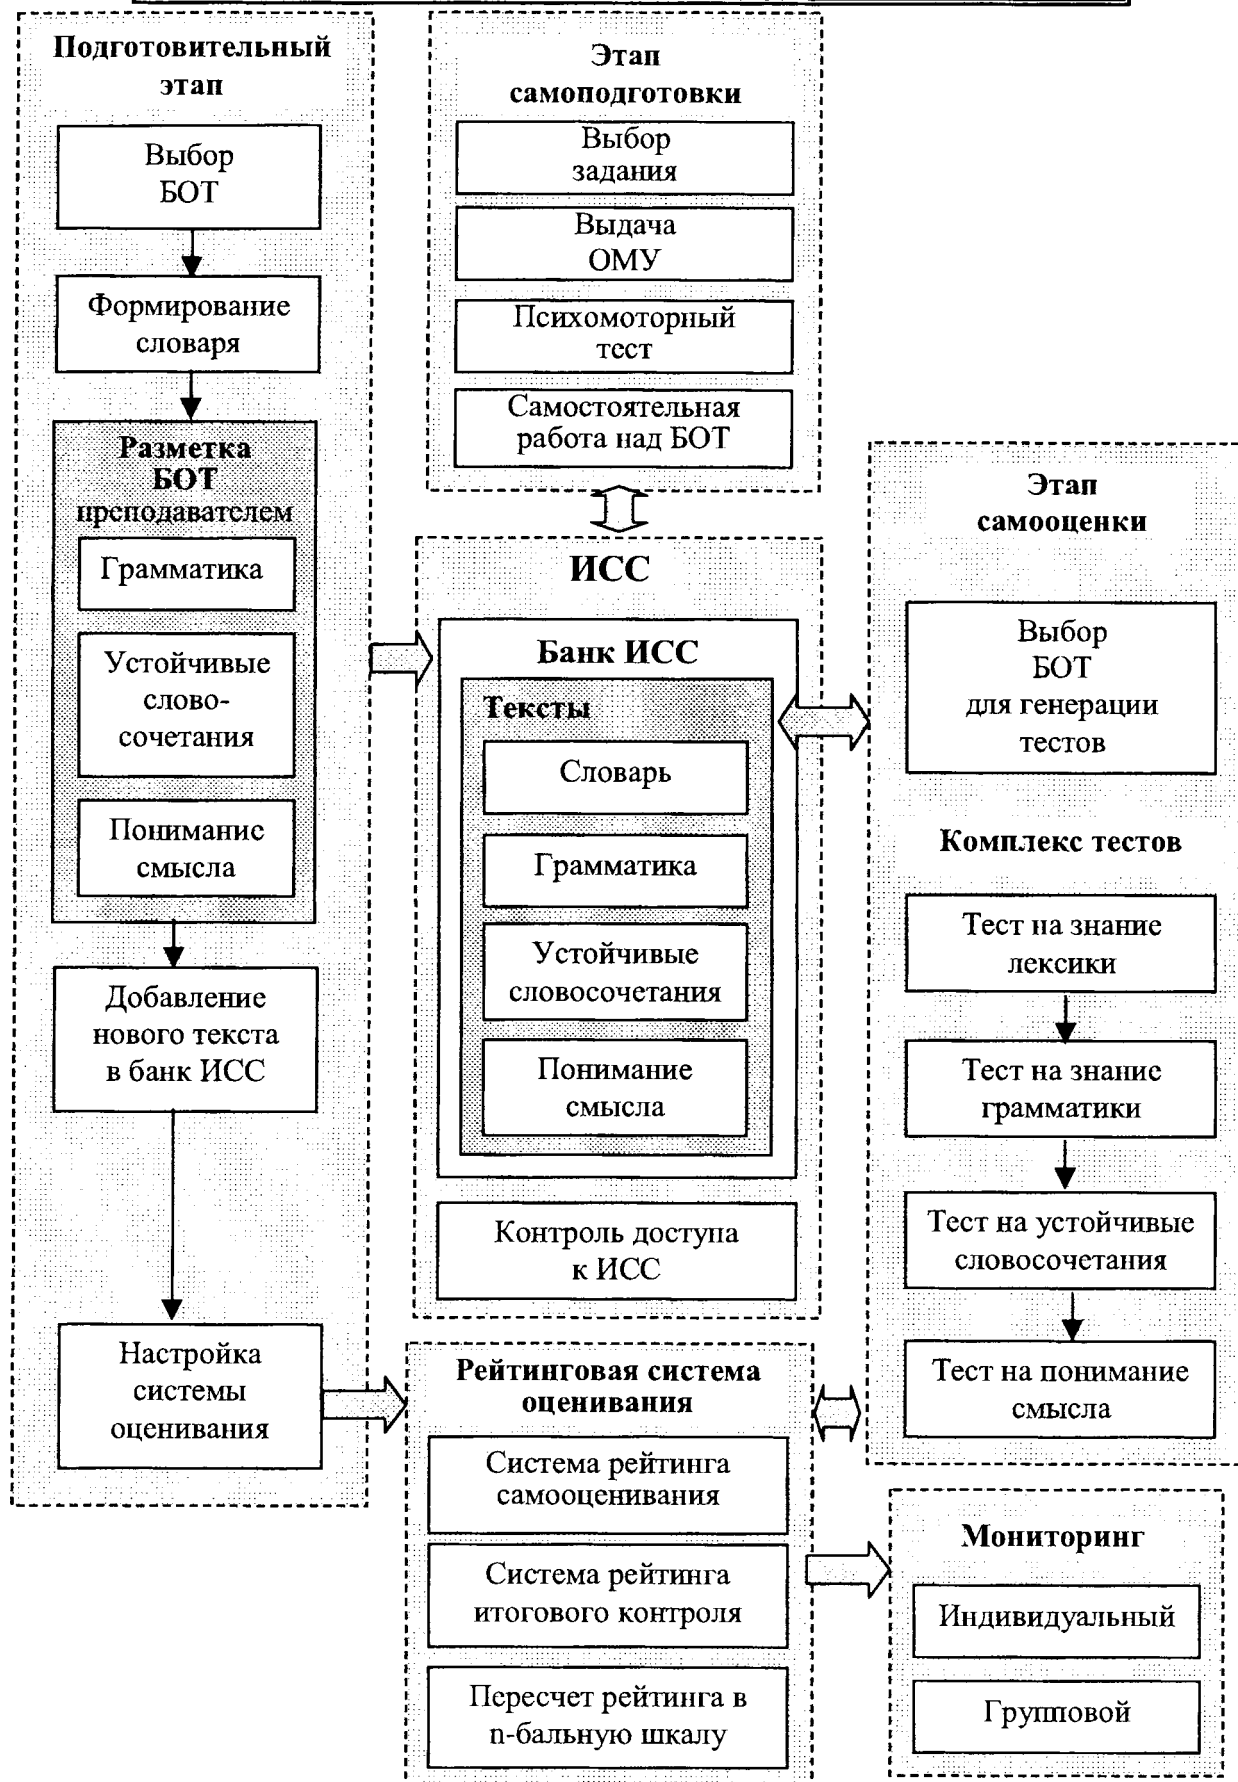 Подготовительный
этап
Выбор
БОТ
Формирование
словаря
Разметка
БОТ
преподавателем
Грамматика
Устойчивые
слово-
сочетания
Понимание
смысла
Добавление
нового текста
в банк ИСС
Настройка
системы
оценивания
Этап
самоподготовки
Выбор
задания
Выдача
ОМУ
Психомоторный
тест
Самостоятельная
работа над БОТ
ИСС
Банк ИСС
Тексты
Словарь
Грамматика
Устойчивые
словосочетания
Понимание
смысла
Контроль доступа
к ИСС
Рейтинговая система
оценивания
Система рейтинга
самооценивания
Система рейтинга
итогового контроля
Пересчет рейтинга в
n-бальную шкалу
Этап
самооценки
Выбор
БОТ
для генерации
тестов
Комплекс тестов
Тест на знание
лексики
Тест на знание
грамматики
Тест на устойчивые
словосочетания
Тест на понимание
смысла
Мониторинг
Индивидуальный
Групповой